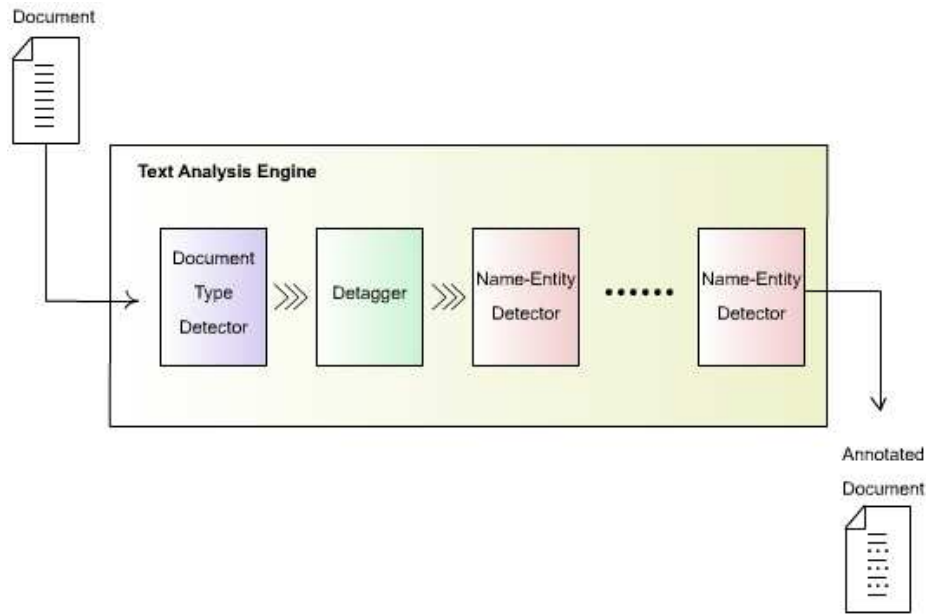 Document
Text Analysis Engine
Document
Type
Detector
Detagger
Name-Entity
Detector
Name-Entity
Detector
Annotated
Document